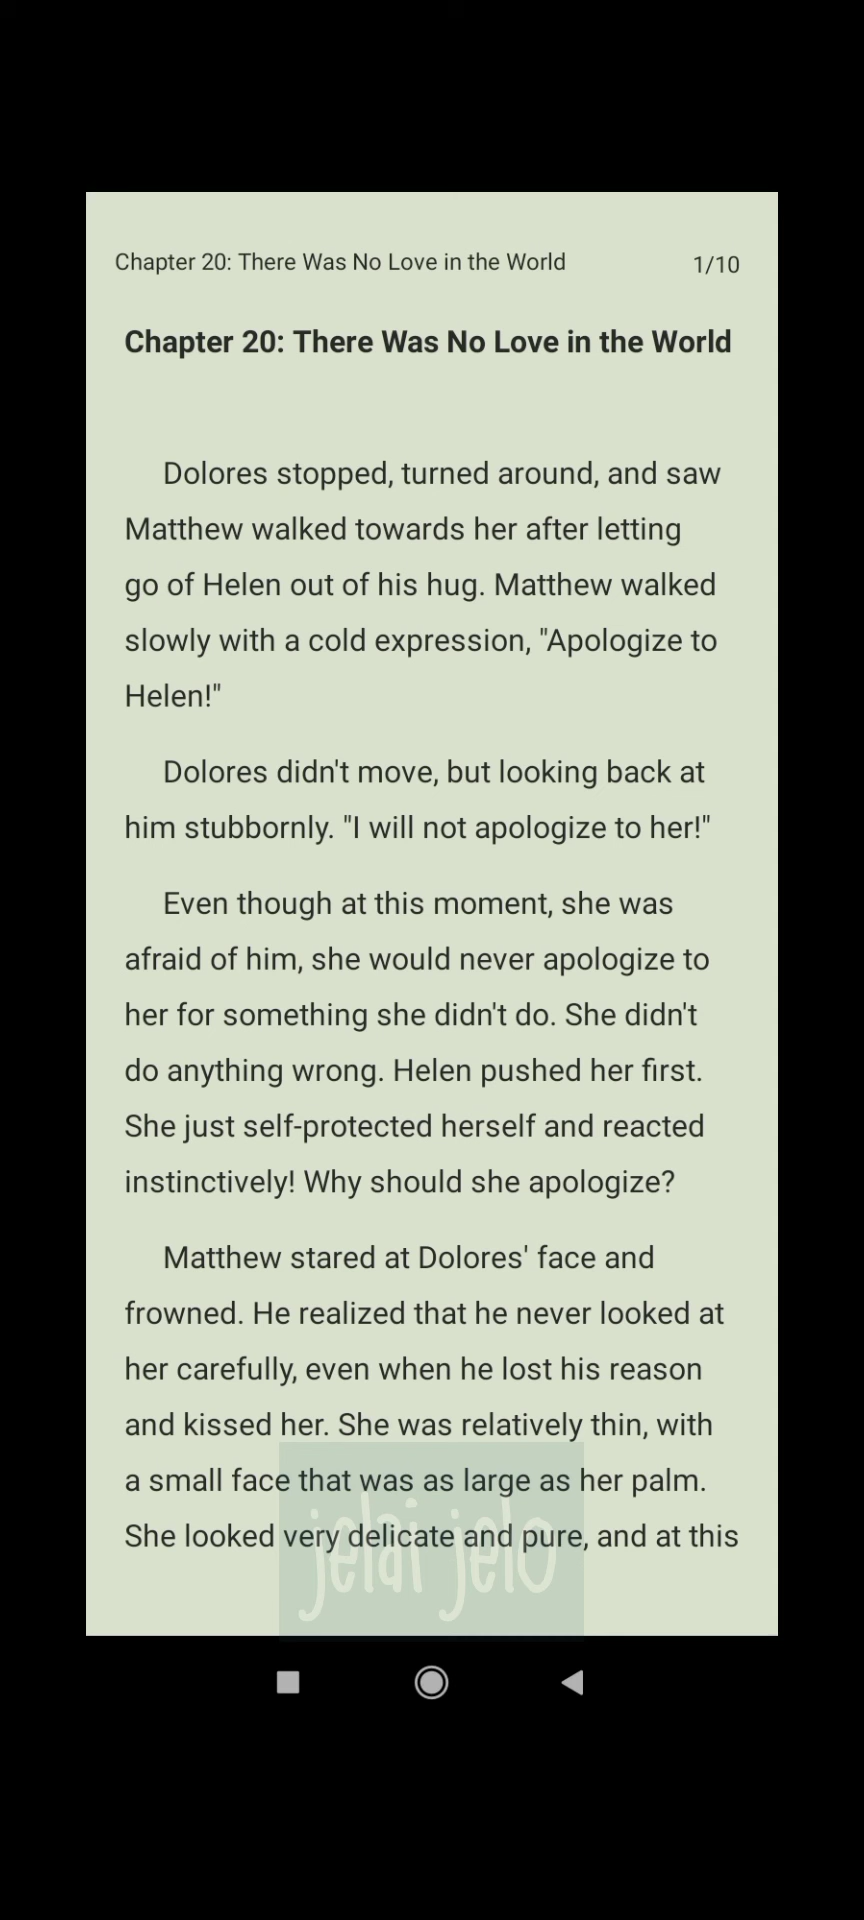 Chapter 20: There Was No Love in the World 1/10
Chapter 20: There Was No Love in the World
Dolores stopped, turned around, and saw
Matthew walked towards her after letting
go of Helen out of his hug. Matthew walked
slowly with a cold expression, "Apologize to
Helen!"
Dolores didn't move, but looking back at
him stubbornly. "I will not apologize to her!"
Even though at this moment, she was
afraid of him, she would never apologize to
her for something she didn't do. She didn't
do anything wrong. Helen pushed her first.
She just self-protected herself and reacted
instinctively! Why should she apologize?
Matthew stared at Dolores' face and
frowned. He realized that he never looked at
her carefully, even when he lost his reason
and kissed her. She was relatively thin, with
a small face that was as large as her palm.
She looked very delicate and pure, and at this
jelai jelo